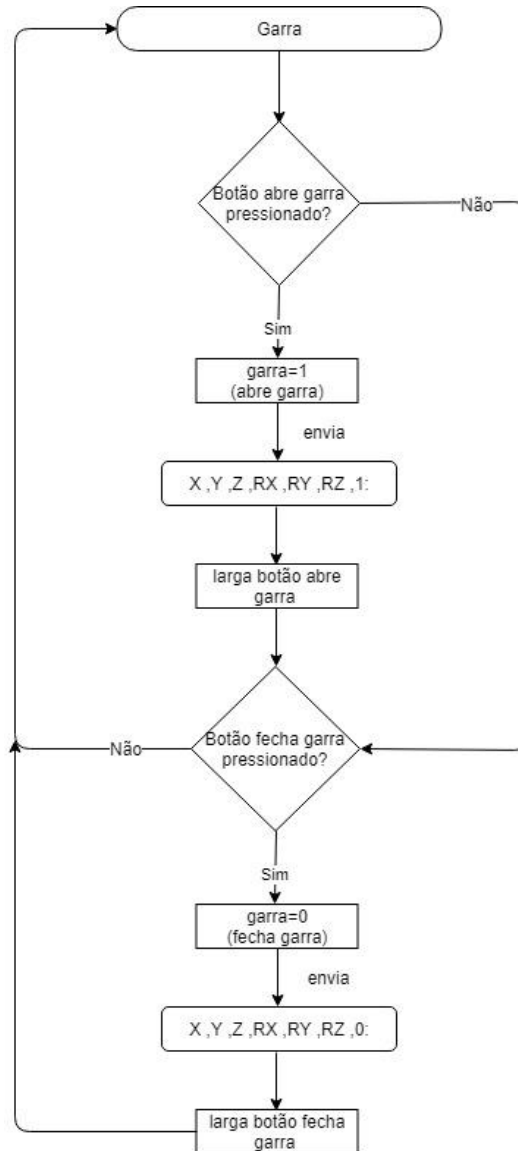 Garra
Botão abre garra
pressionado?
Não
Sim
garra=1
(abre garra)
envia
X ,Y ,Z ,RX ,RY ,RZ ,1:
larga botão abre
garra
Botão fecha garra
pressionado?
Não
Sim
garra=0
(fecha garra)
envia
X ,Y ,Z ,RX ,RY ,RZ ,0:
larga botão fecha
garra